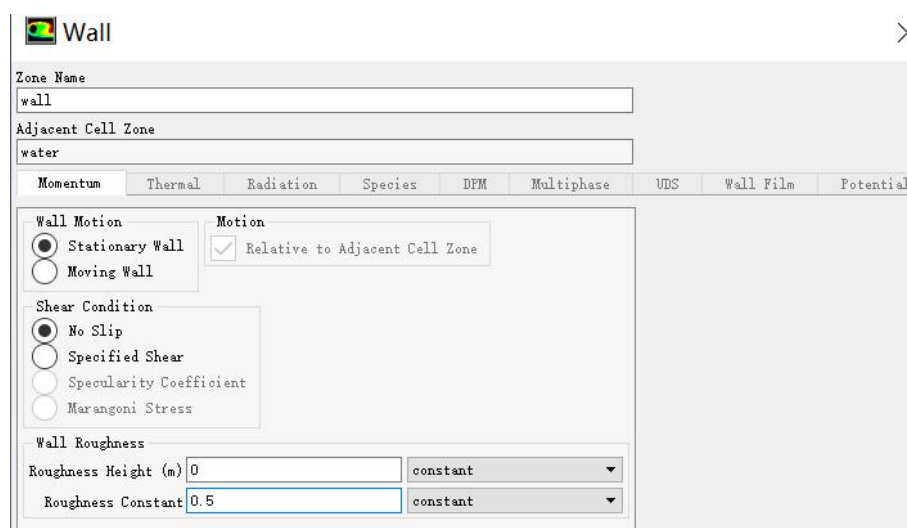 Wall
Zone Name
wall
Adjacent Cell Zone
water
Momentum Thermal Radiation Species DPM Multiphase UDS Wall Film Potential
Wall Motion Motion
Stationary Wall Relative to Adjacent Cell Zone
Moving Wall
Shear Condition
No Slip
Specified Shear
Specularity Coefficient
Marangoni Stress
Wall Roughness
Roughness Height (m) 0 constant
Roughness Constant 0.5 constant